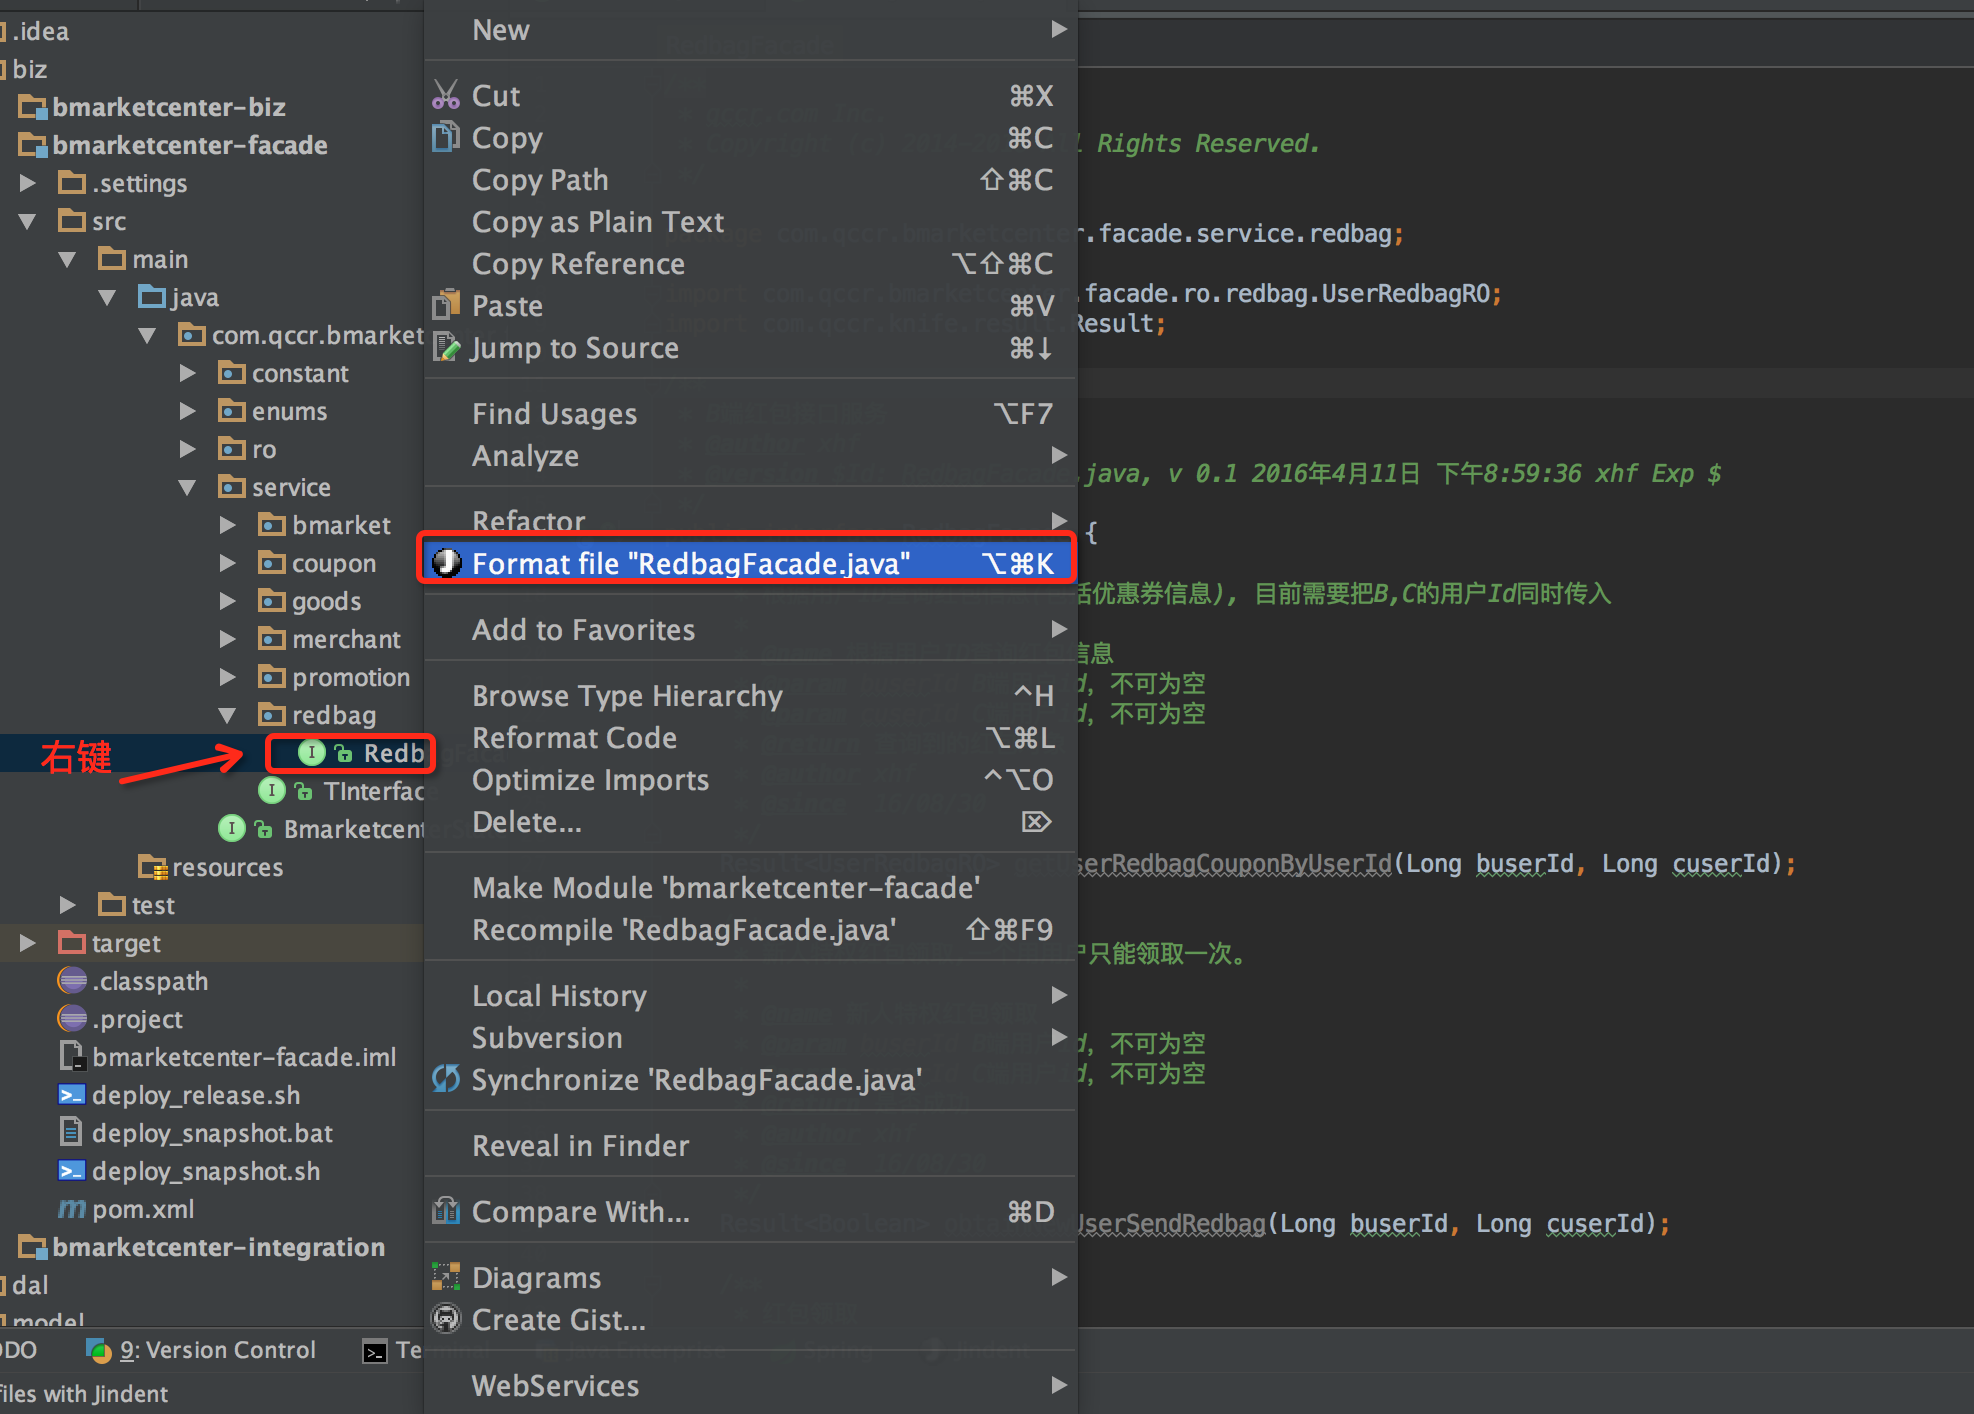 .idea
biz
bmarketcenter-biz
bmarketcenter-facade
.settings
src
main
java
com.qccr.bmarket
constant
enums
ro
service
bmarket
coupon
goods
merchant
promotion
redbag
右键
Redb
TInterfac
Bmarketcent
resources
test
target
.classpath
.project
bmarketcenter-facade.iml
deploy_release.sh
deploy_snapshot.bat
deploy_snapshot.sh
pom.xml
bmarketcenter-integration
dal
model
DO
9: Version Control
Te
files with Jindent
New
Cut ⌘X
Copy ⌘C
Copy Path ⇧⌘C
Copy as Plain Text
Copy Reference ⌥⇧⌘C
Paste ⌘V
Jump to Source ⌘↓
Find Usages ⌥F7
Analyze
Refactor
Format file "RedbagFacade.java" ⌥⌘K
Add to Favorites
Browse Type Hierarchy ^H
Reformat Code ⌥⌘L
Optimize Imports ^⌥O
Delete... ⌦
Make Module 'bmarketcenter-facade'
Recompile 'RedbagFacade.java' ⇧⌘F9
Local History
Subversion
Synchronize 'RedbagFacade.java'
Reveal in Finder
Compare With... ⌘D
Diagrams
Create Gist...
WebServices
l Rights Reserved.
r.facade.service.redbag;
.facade.ro.redbag.UserRedbagRO;
Result;
.java, v 0.1 2016年4月11日 下午8:59:36 xhf Exp $
{
括优惠券信息), 目前需要把B,C的用户Id同时传入
信息
d, 不可为空
d, 不可为空
UserRedbagCouponByUserId(Long buserId, Long cuserId);
户只能领取一次。
d, 不可为空
d, 不可为空
UserSendRedbag(Long buserId, Long cuserId);